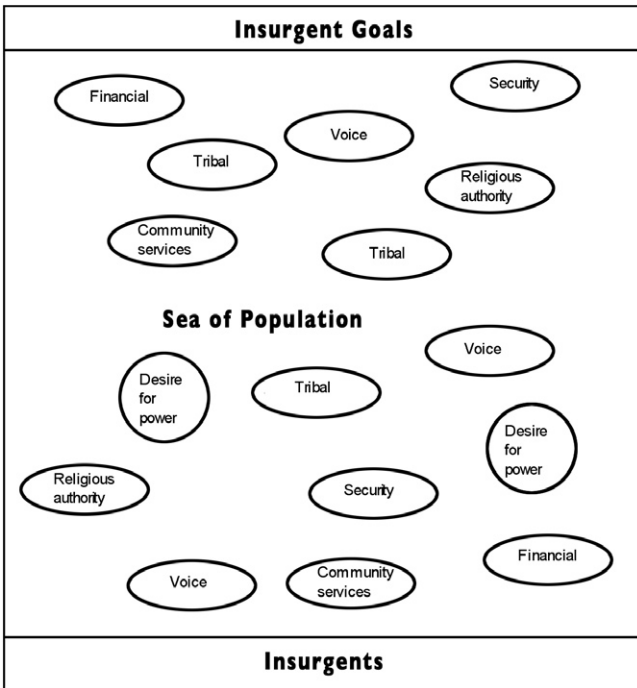 Insurgent Goals
Security
Financial
Voice
Tribal
Religious
authority
Community
services
Tribal
Sea of Population
Voice
Desire
for
power
Tribal
Desire
for
power
Religious
authority
Security
Financial
Voice
Community
services
Insurgents